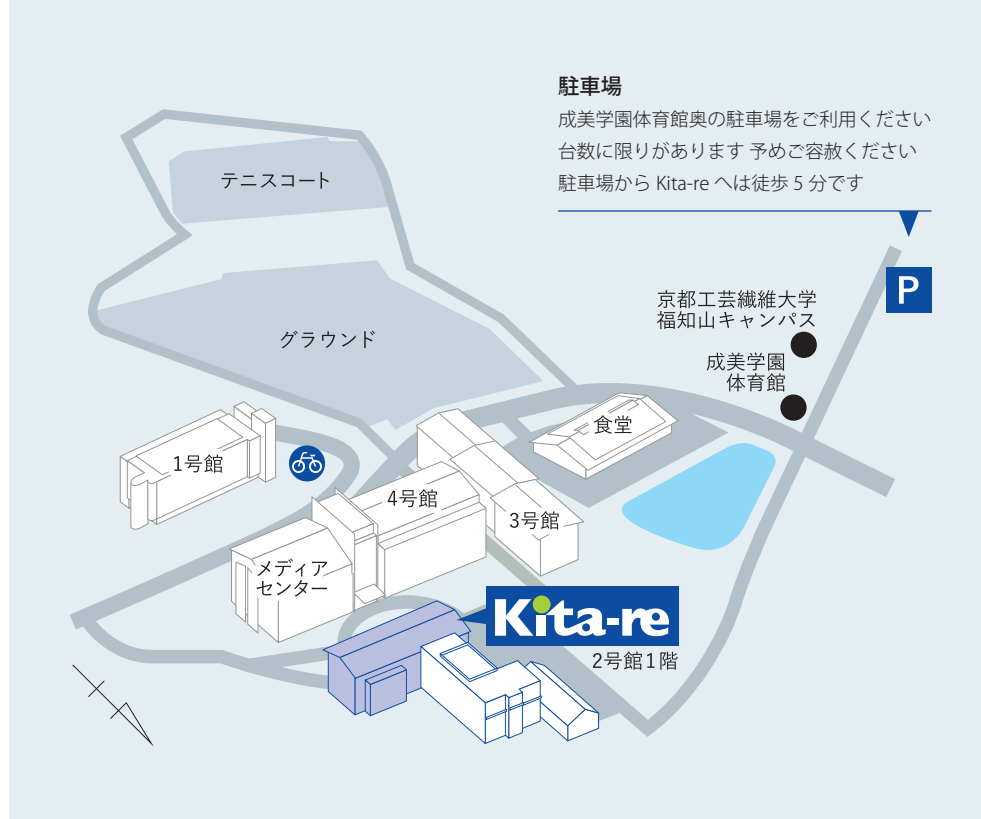 駐車場
成美学園体育館奥の駐車場をご利用ください
台数に限りがあります 予めご容赦ください
駐車場から Kita-re へは徒歩 5 分です
テニスコート
P
京都工芸繊維大学
福知山キャンパス
グラウンド
成美学園
体育館
食堂
1号館
4号館
3号館
メディア
センター
Kita-re
2号館1階